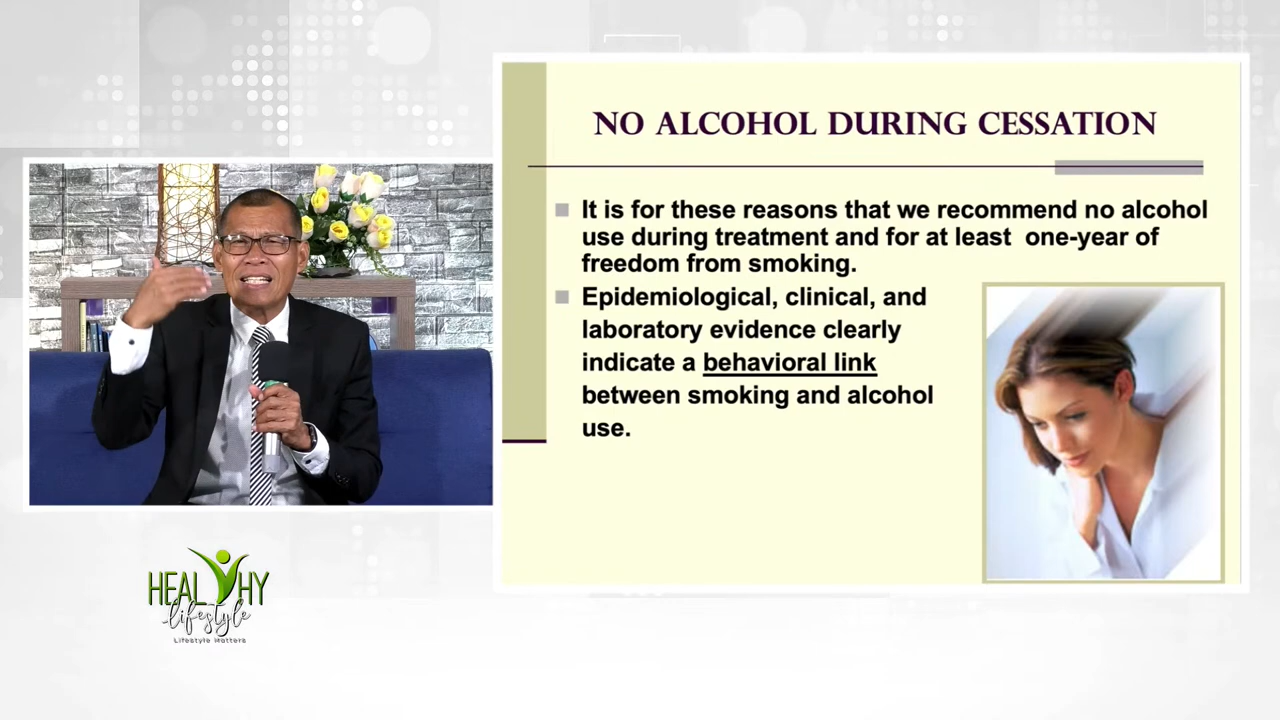 NO ALCOHOL DURING CESSATION
It is for these reasons that we recommend no alcohol
use during treatment and for at least one-year of
freedom from smoking.
Epidemiological, clinical, and
laboratory evidence clearly
indicate a behavioral link
between smoking and alcohol
use.
HEALTHY
lifestyle
Lifestyle Matters